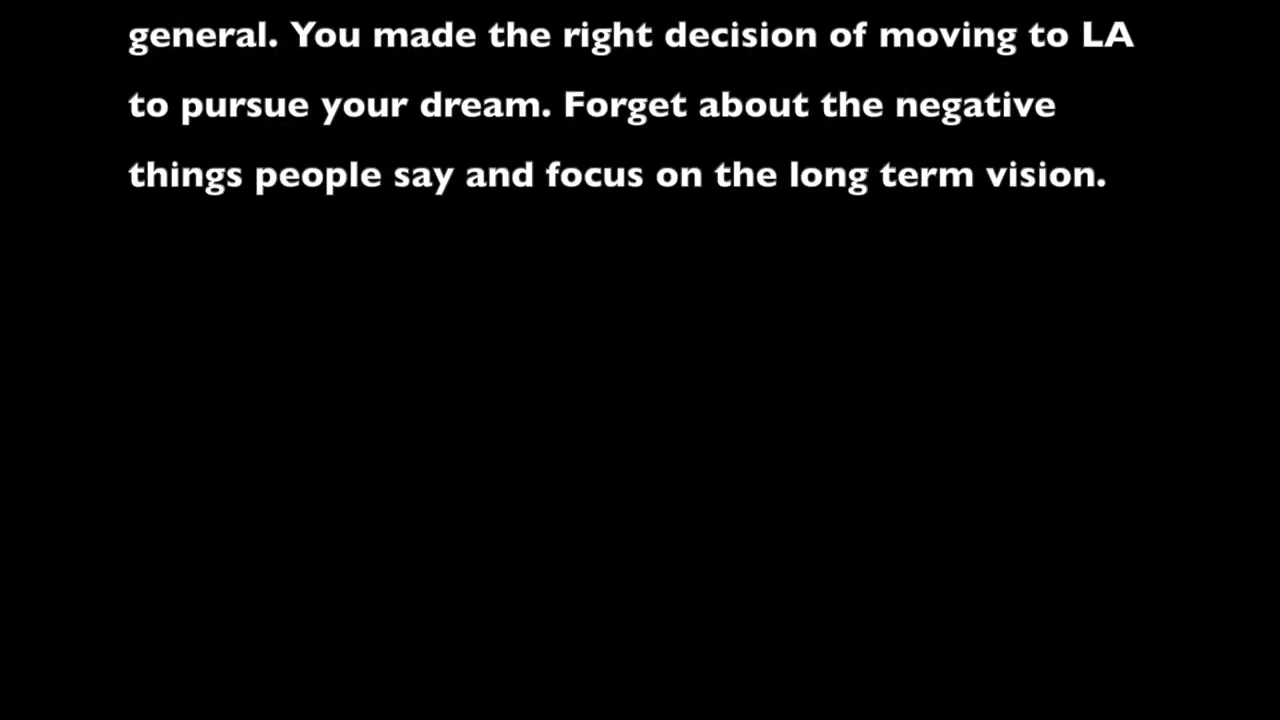 general. You made the right decision of moving to LA
to pursue your dream. Forget about the negative
things people say and focus on the long term vision.